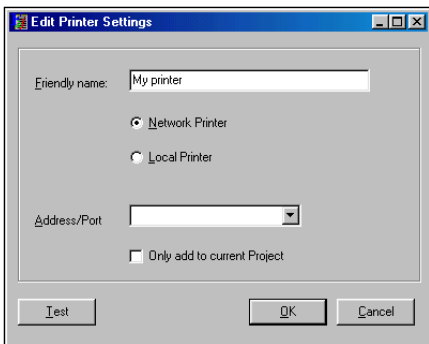 Edit Printer Settings
Friendly name: My printer
Network Printer
Local Printer
Address/Port
Only add to current Project
Test OK Cancel